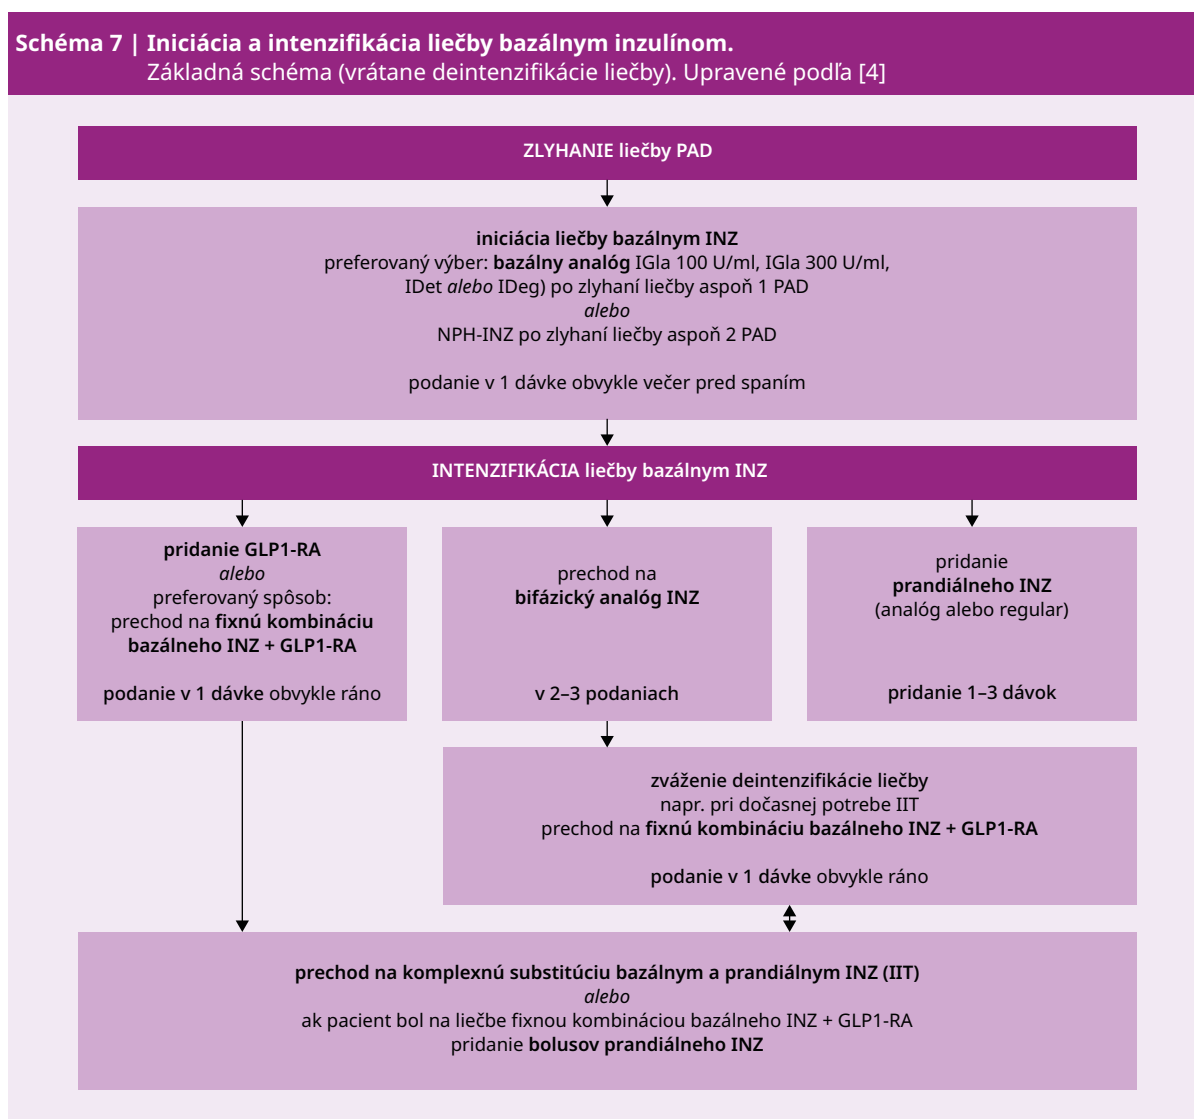 Schéma 7 | Iniciácia a intenzifikácia liečby bazálnym inzulínom.
Základná schéma (vrátane deintenzifikácie liečby). Upravené podľa [4]
ZLYHANIE liečby PAD
iniciácia liečby bazálnym INZ
preferovaný výber: bazálny analóg IGla 100 U/ml, IGla 300 U/ml,
IDet alebo IDeg) po zlyhaní liečby aspoň 1 PAD
alebo
NPH-INZ po zlyhaní liečby aspoň 2 PAD
podanie v 1 dávke obvykle večer pred spaním
INTENZIFIKÁCIA liečby bazálnym INZ
pridanie GLP1-RA
alebo
preferovaný spôsob:
prechod na fixnú kombináciu
bazálneho INZ + GLP1-RA
podanie v 1 dávke obvykle ráno
prechod na
bifázický analóg INZ
v 2–3 podaniach
pridanie
prandiálneho INZ
(analóg alebo regular)
pridanie 1–3 dávok
zváženie deintenzifikácie liečby
napr. pri dočasnej potrebe IIT
prechod na fixnú kombináciu bazálneho INZ + GLP1-RA
podanie v 1 dávke obvykle ráno
prechod na komplexnú substitúciu bazálnym a prandiálnym INZ (IIT)
alebo
ak pacient bol na liečbe fixnou kombináciou bazálneho INZ + GLP1-RA
pridanie bolusov prandiálneho INZ